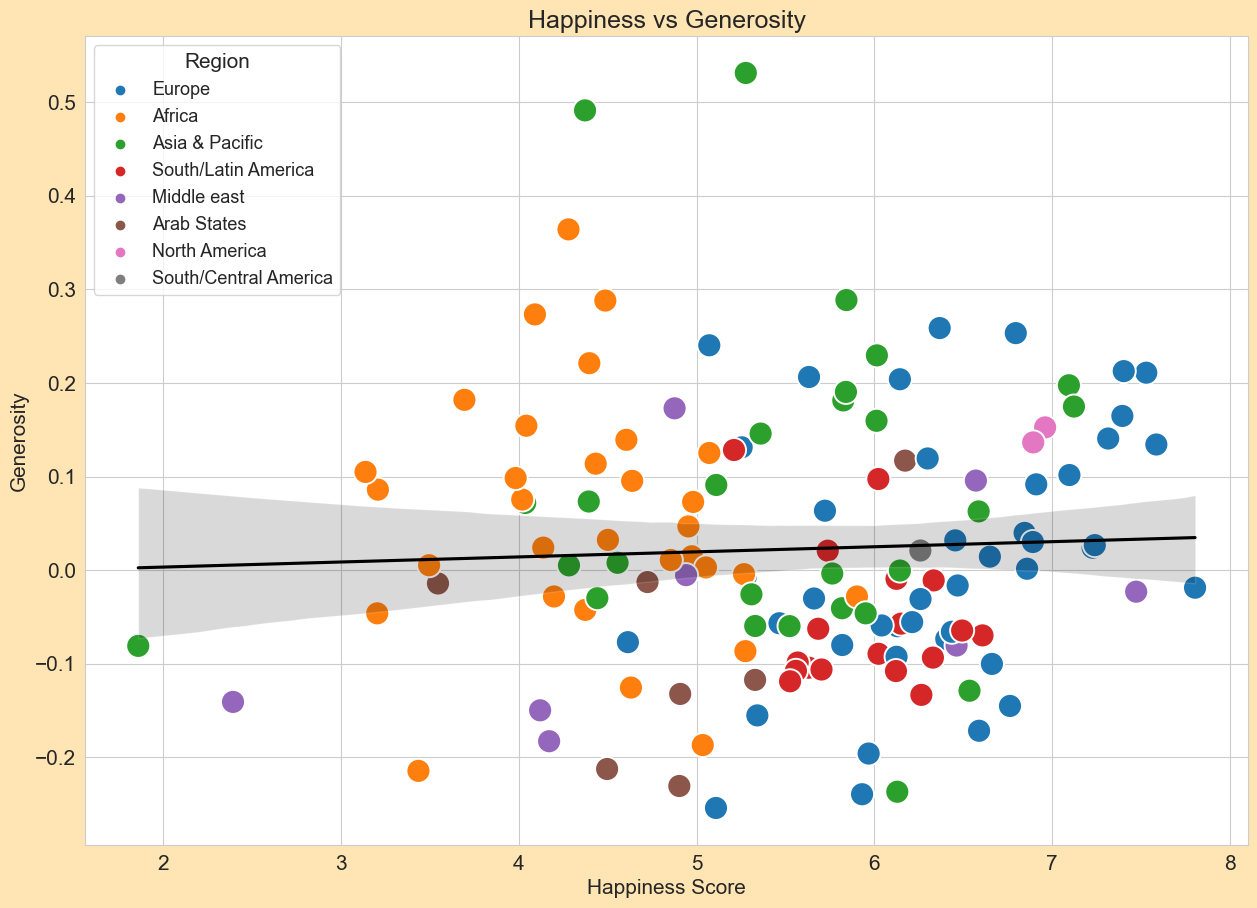 Happiness vs Generosity
Region
Europe
Africa
Asia & Pacific
South/Latin America
Middle east
Arab States
North America
South/Central America
Generosity
0.5
0.4
0.3
0.2
0.1
0.0
−0.1
−0.2
2 3 4 5 6 7 8
Happiness Score